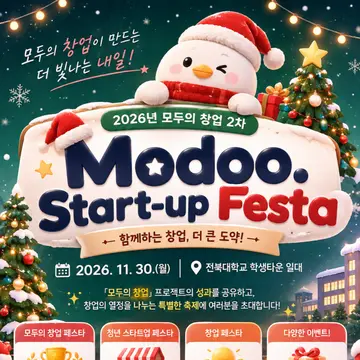 모두의 창업이 만드는
더 빛나는 내일!
2026년 모두의 창업 2차
Modoo.
Start-up Festa
함께하는 창업, 더 큰 도약!
2026. 11. 30.(월) | 전북대학교 학생타운 일대
「모두의 창업」 프로젝트의 성과를 공유하고,
창업의 열정을 나누는 특별한 축제에 여러분을 초대합니다!
모두의 창업 페스타
청년 스타트업 페스타
창업 페스타
다양한 이벤트!